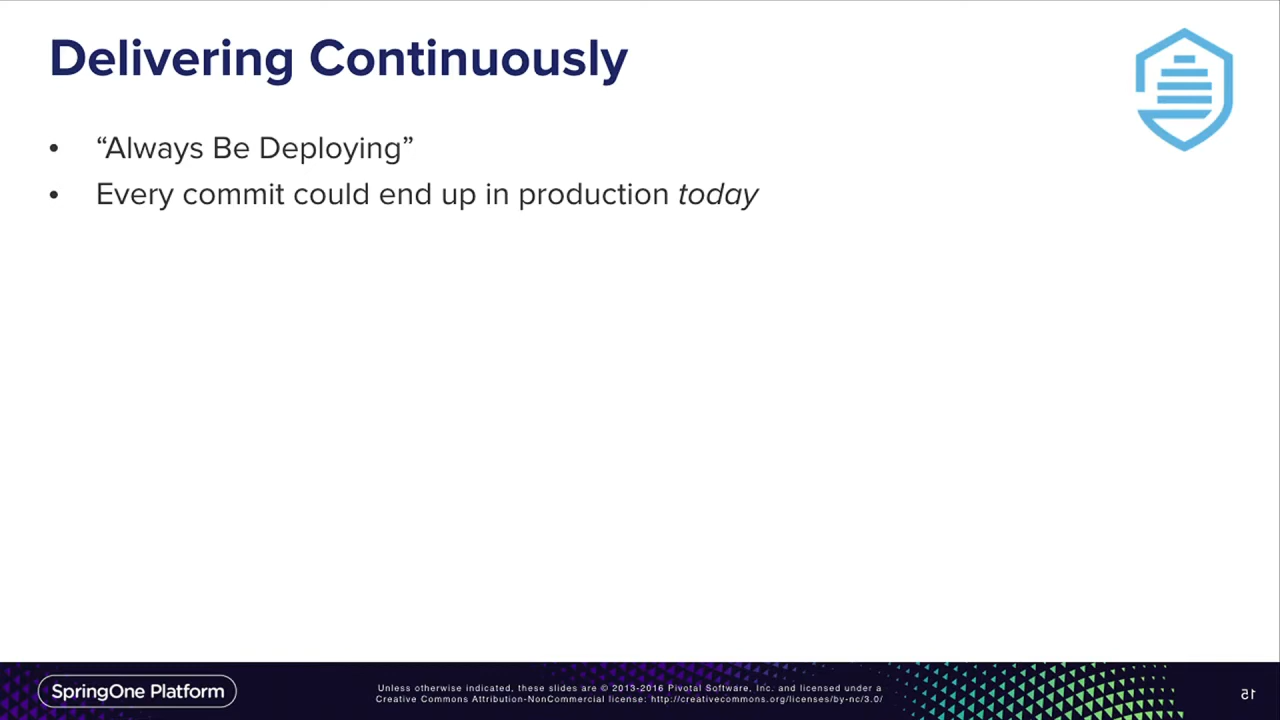 Delivering Continuously
• “Always Be Deploying”
• Every commit could end up in production today
SpringOne Platform
Unless otherwise indicated, these slides are © 2013-2016 Pivotal Software, Inc. and licensed under a
Creative Commons Attribution-NonCommercial license: http://creativecommons.org/licenses/by-nc/3.0/
15